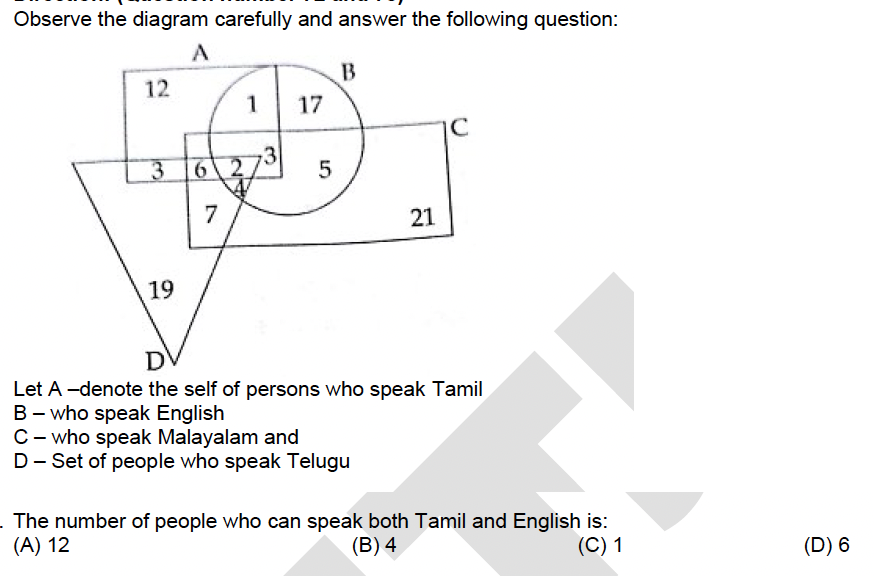 Observe the diagram carefully and answer the following question:
A
B
12
1
17
C
3
6
2
3
5
4
7
21
19
D
Let A –denote the self of persons who speak Tamil
B – who speak English
C – who speak Malayalam and
D – Set of people who speak Telugu
. The number of people who can speak both Tamil and English is:
(A) 12 (B) 4 (C) 1 (D) 6